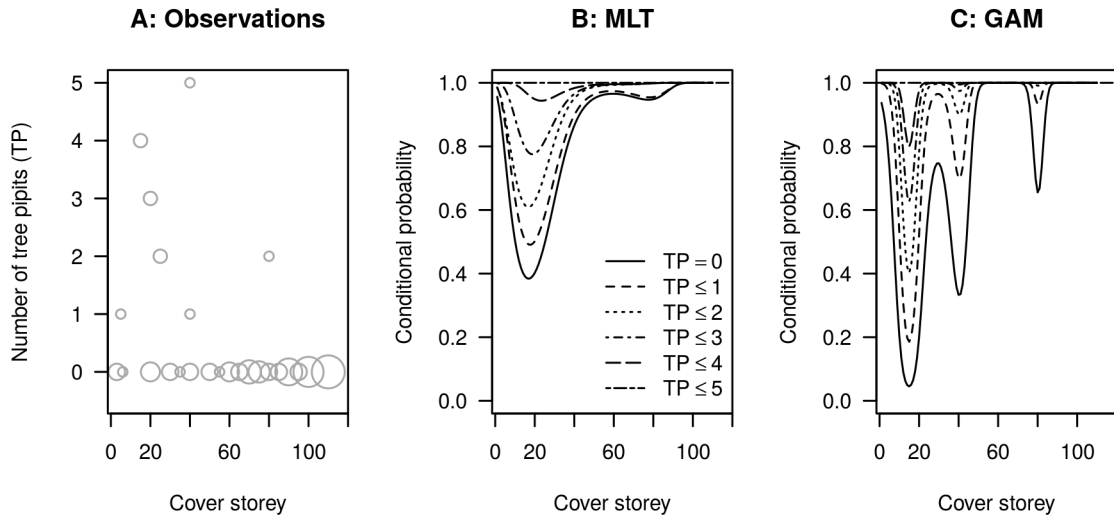 A: Observations
Number of tree pipits (TP)
5
4
3
2
1
0
0 20 60 100
Cover storey
B: MLT
Conditional probability
1.0
0.8
0.6
0.4
0.2
0.0
TP = 0
TP ≤ 1
TP ≤ 2
TP ≤ 3
TP ≤ 4
TP ≤ 5
0 20 60 100
Cover storey
C: GAM
Conditional probability
1.0
0.8
0.6
0.4
0.2
0.0
0 20 60 100
Cover storey